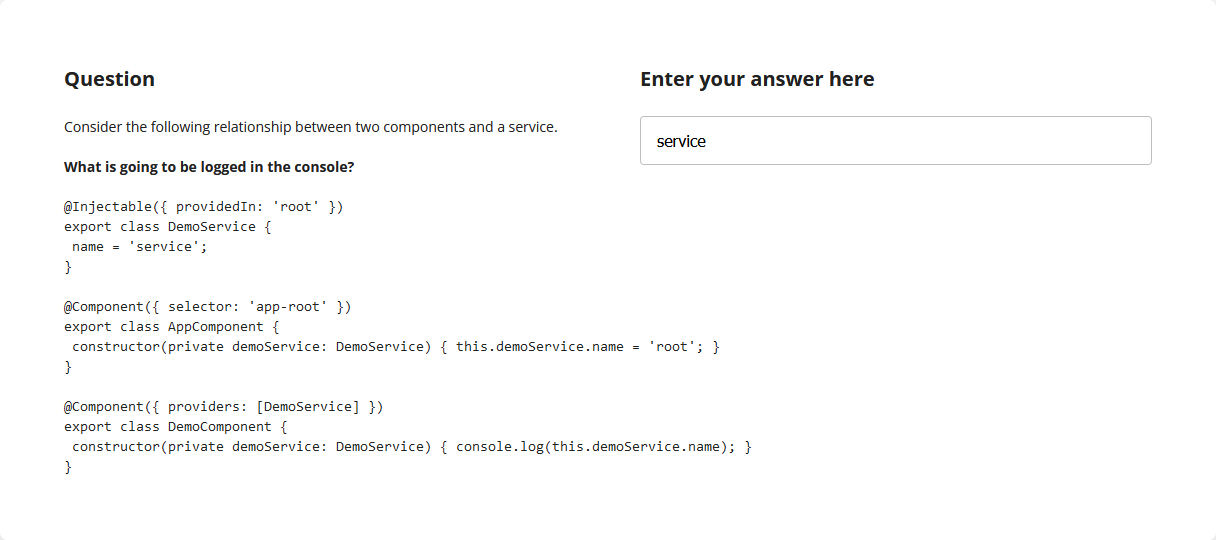 Question
Consider the following relationship between two components and a service.
What is going to be logged in the console?
@Injectable({ providedIn: 'root' })
export class DemoService {
 name = 'service';
}
@Component({ selector: 'app-root' })
export class AppComponent {
 constructor(private demoService: DemoService) { this.demoService.name = 'root'; }
}
@Component({ providers: [DemoService] })
export class DemoComponent {
 constructor(private demoService: DemoService) { console.log(this.demoService.name); }
}
Enter your answer here
service